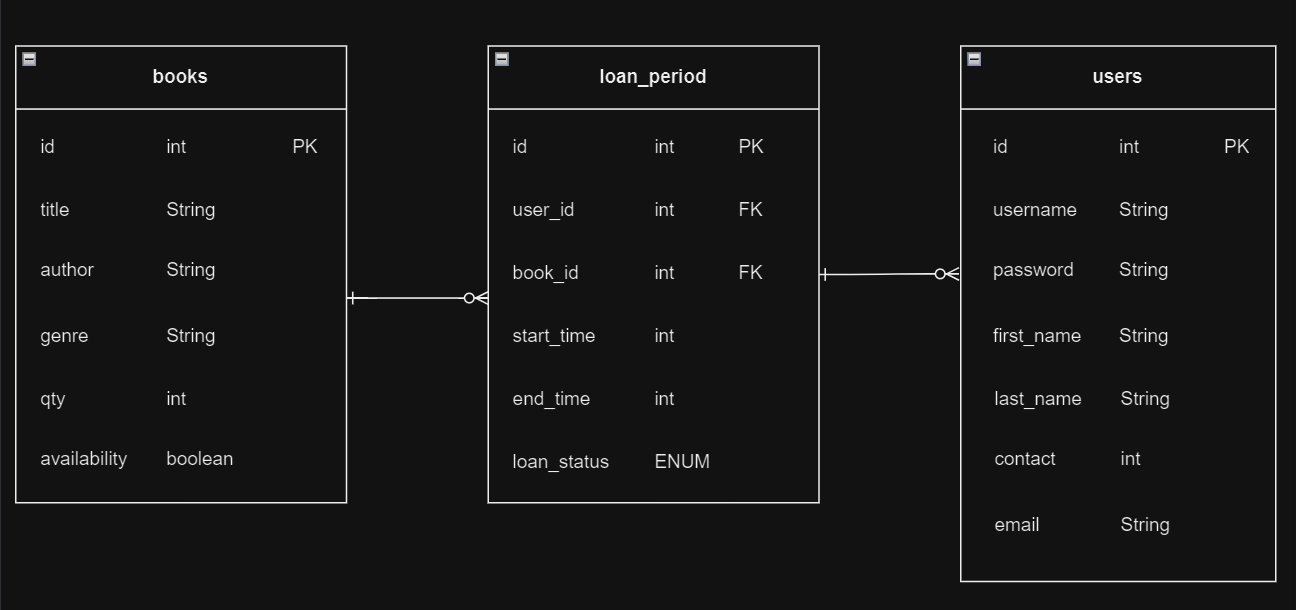 books
id int PK
title String
author String
genre String
qty int
availability boolean
loan_period
id int PK
user_id int FK
book_id int FK
start_time int
end_time int
loan_status ENUM
users
id int PK
username String
password String
first_name String
last_name String
contact int
email String